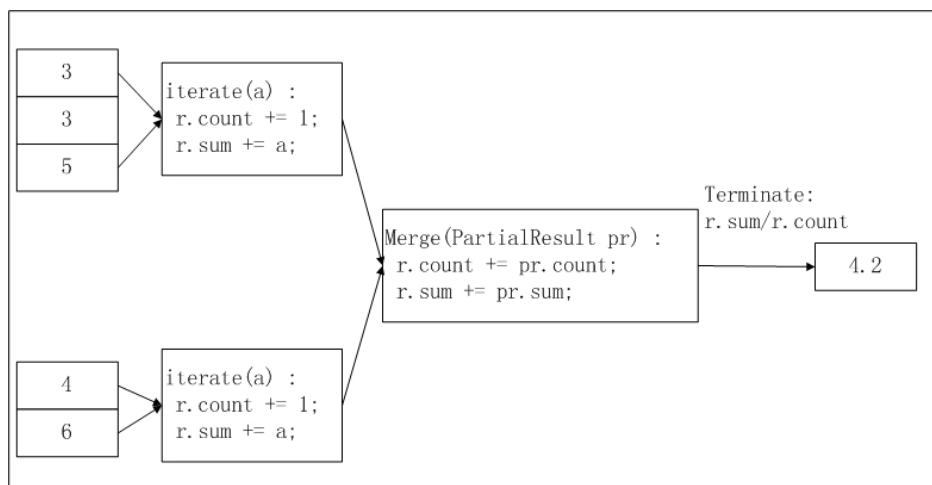 3
3
5
iterate(a) :
r.count += 1;
r.sum += a;
Merge(PartialResult pr) :
r.count += pr.count;
r.sum += pr.sum;
Terminate:
r.sum/r.count
4.2
4
6
iterate(a) :
r.count += 1;
r.sum += a;